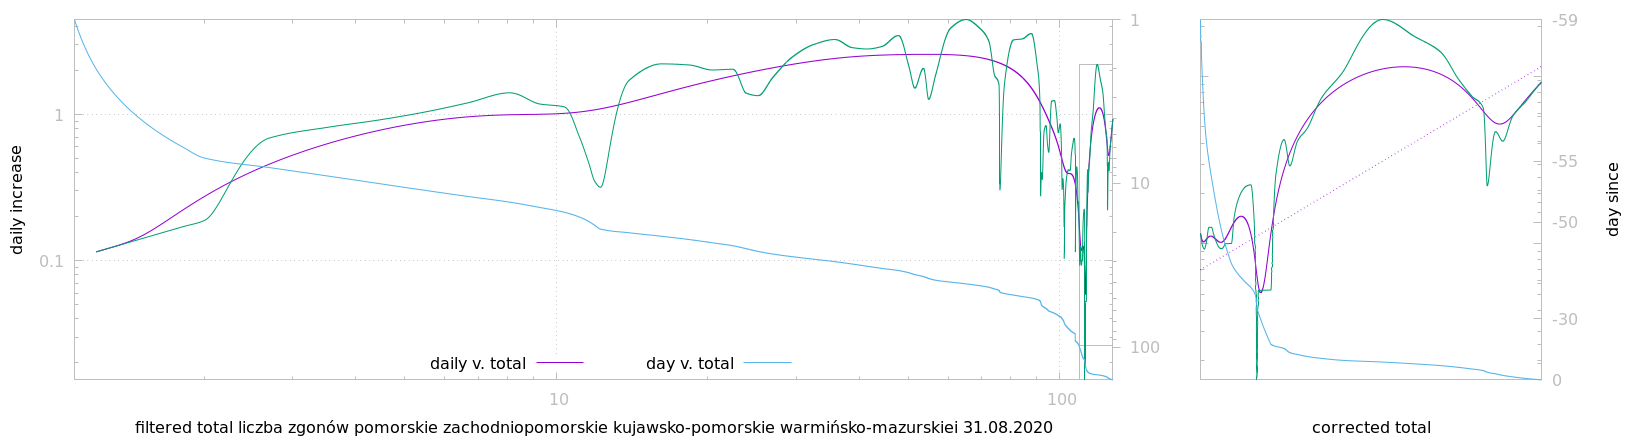 1
-59
1
-55
daily increase
10
day since
-50
0.1
-30
100
daily v. total
day v. total
0
10
100
filtered total liczba zgonów pomorskie zachodniopomorskie kujawsko-pomorskie warmińsko-mazurskiei 31.08.2020
corrected total